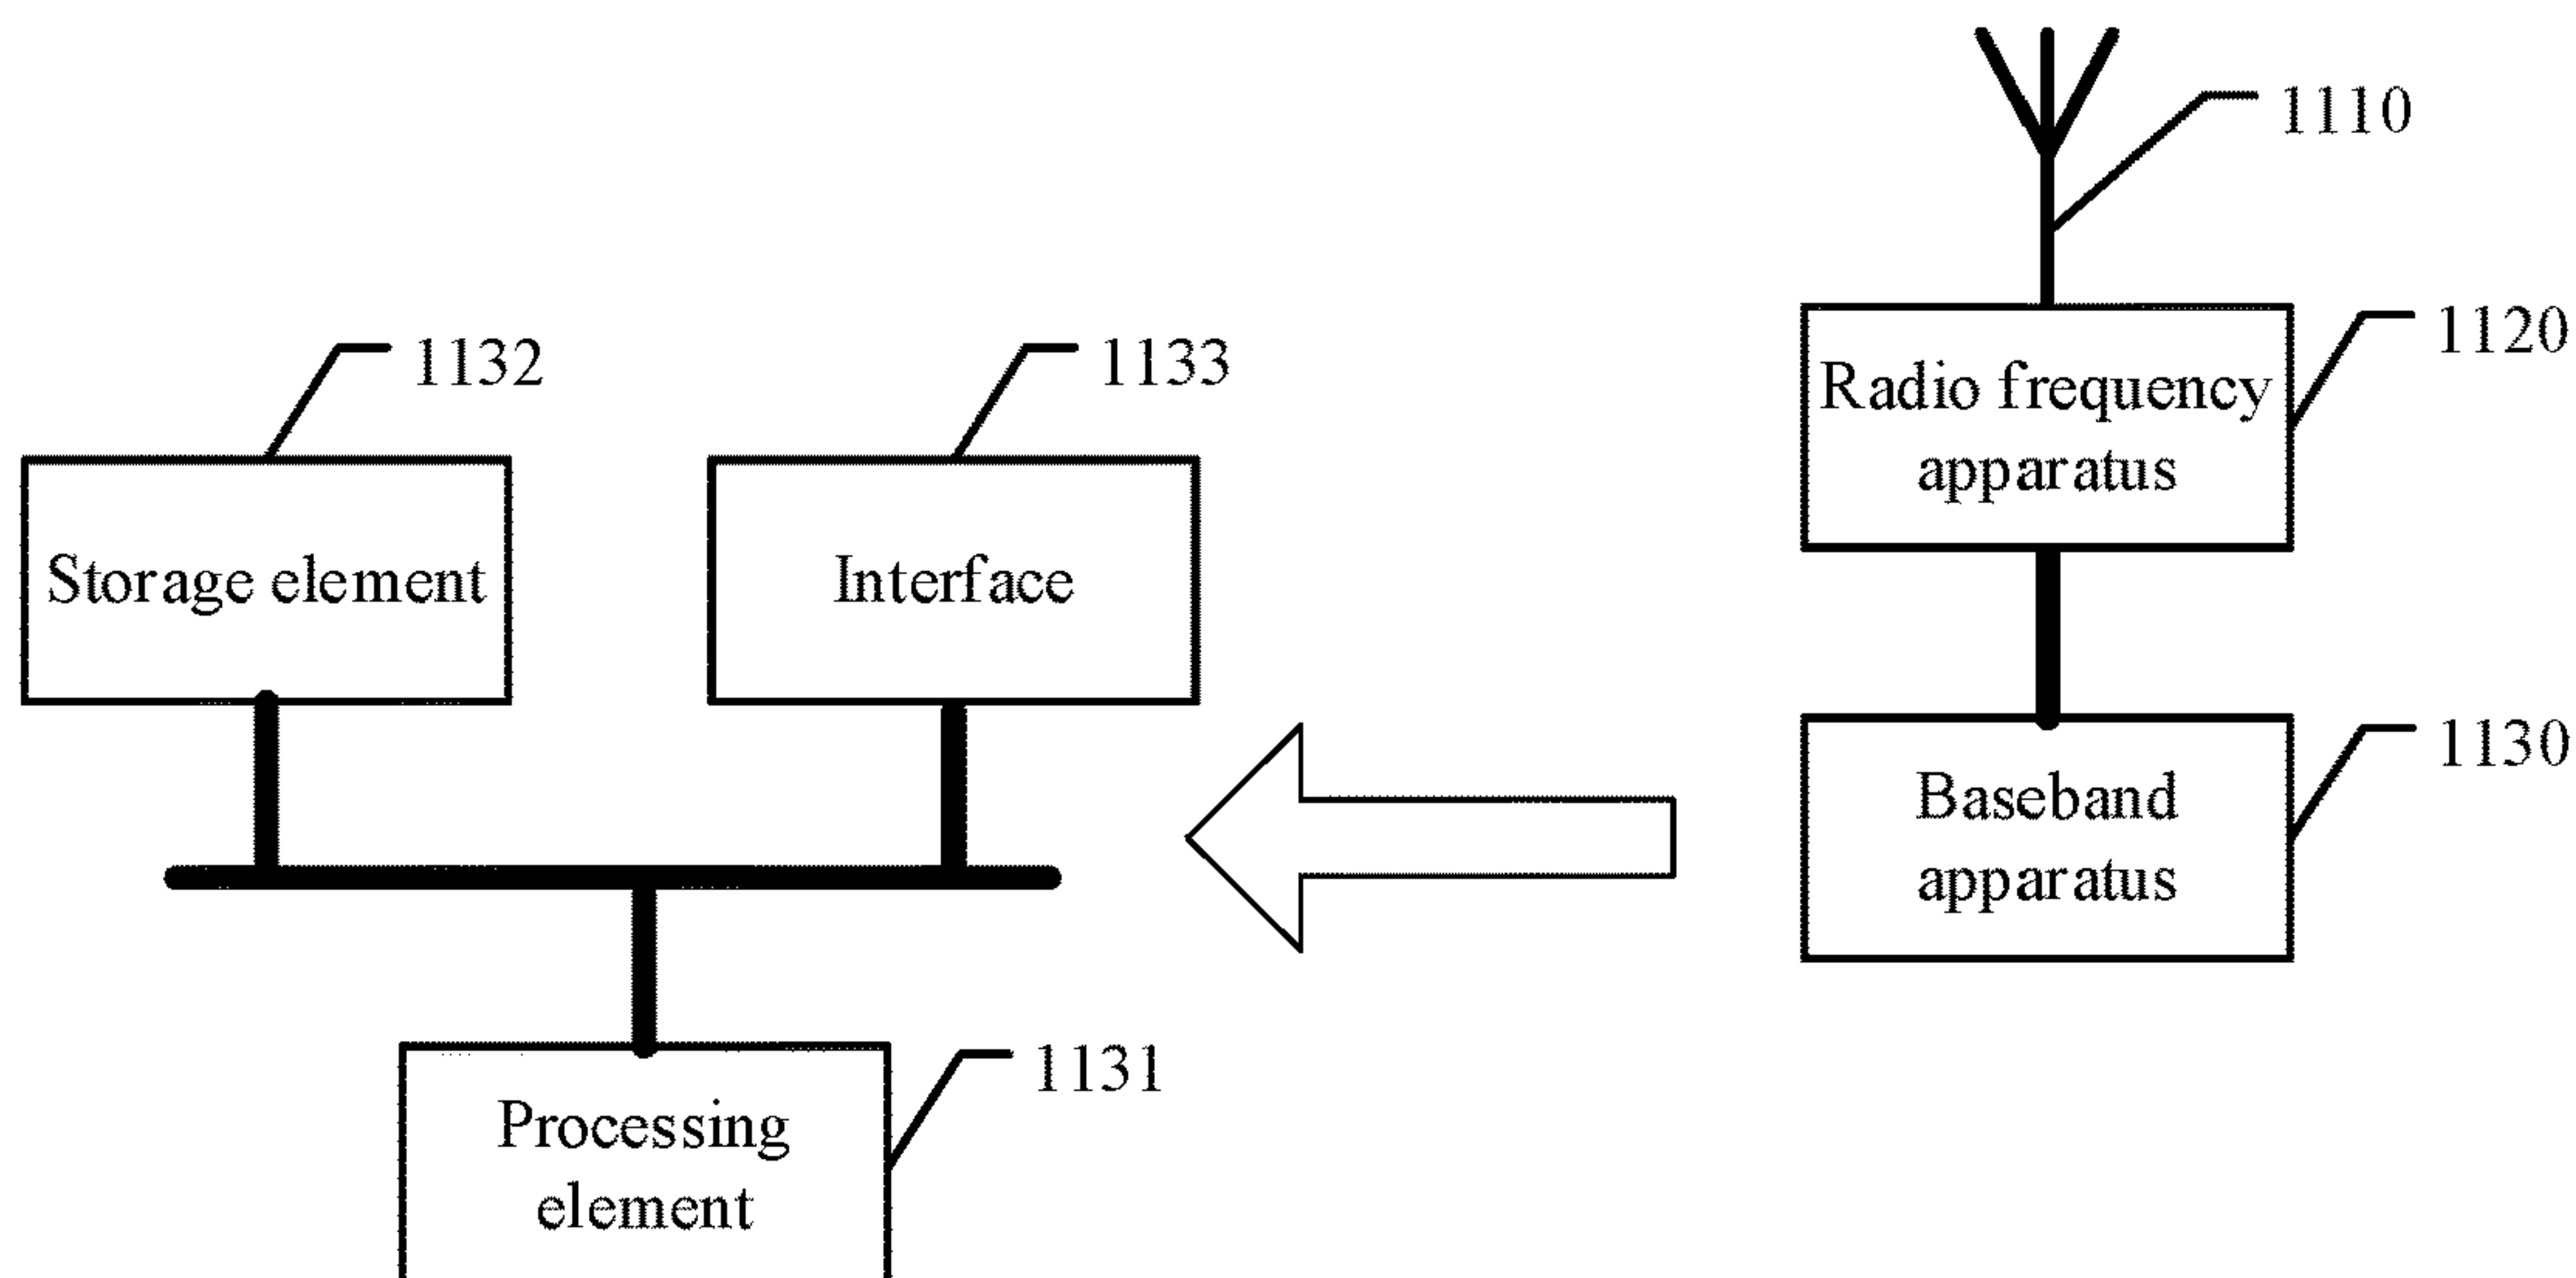 1110
1120
Radio frequency
apparatus
1132
1133
Storage element
Interface
1130
Baseband
apparatus
1131
Processing
element